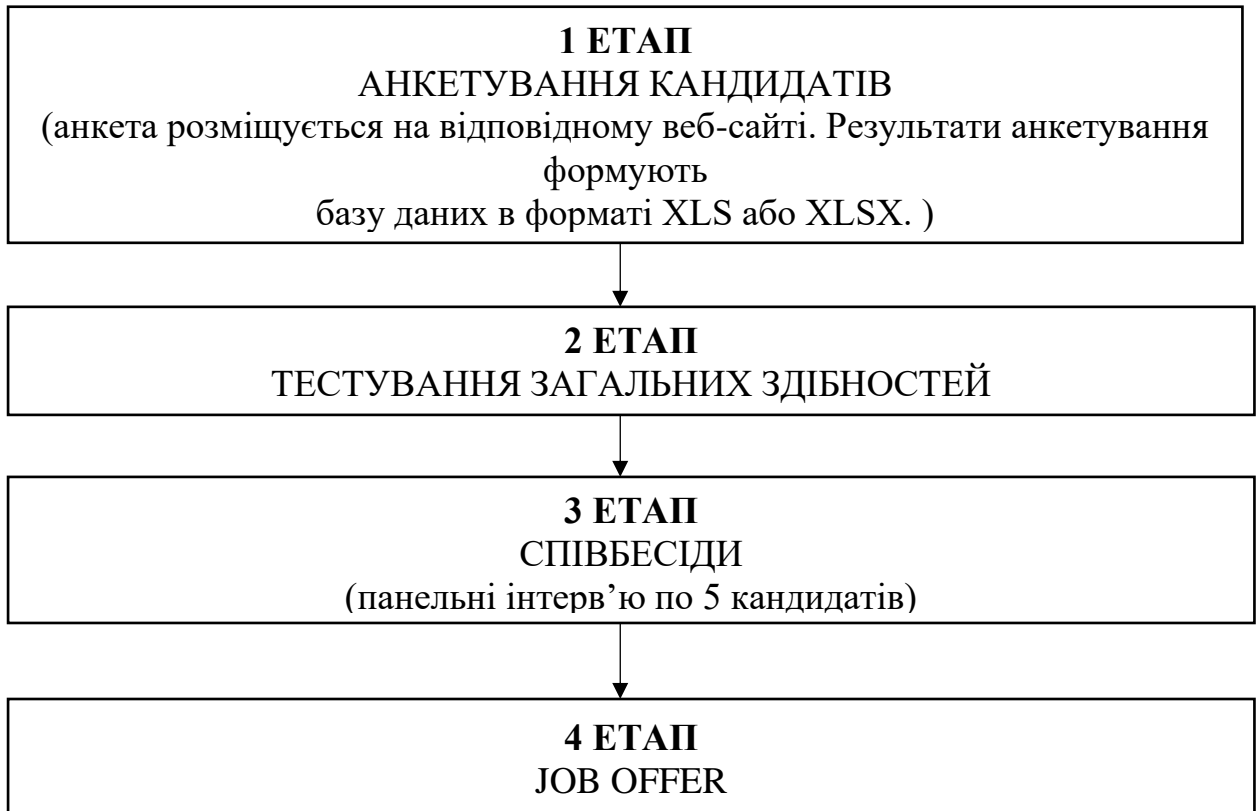 1 ЕТАП
АНКЕТУВАННЯ КАНДИДАТІВ
(анкета розміщується на відповідному веб-сайті. Результати анкетування
формують
базу даних в форматі XLS або XLSX. )
2 ЕТАП
ТЕСТУВАННЯ ЗАГАЛЬНИХ ЗДІБНОСТЕЙ
3 ЕТАП
СПІВБЕСІДИ
(панельні інтерв’ю по 5 кандидатів)
4 ЕТАП
JOB OFFER